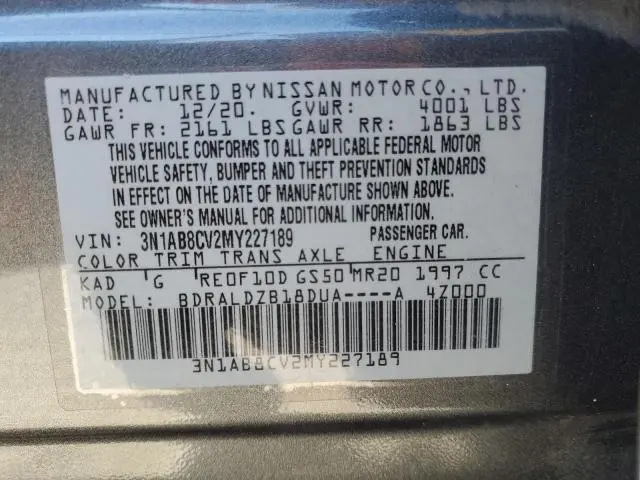 MANUFACTURED BY NISSAN MOTOR CO., LTD.
DATE: 12/20. GVWR: 4001 LBS
GAWR FR: 2161 LBS GAWR RR: 1863 LBS
THIS VEHICLE CONFORMS TO ALL APPLICABLE FEDERAL MOTOR
VEHICLE SAFETY, BUMPER AND THEFT PREVENTION STANDARDS
IN EFFECT ON THE DATE OF MANUFACTURE SHOWN ABOVE.
SEE OWNER'S MANUAL FOR ADDITIONAL INFORMATION.
VIN: 3N1AB8CV2MY227189 PASSENGER CAR.
COLOR TRIM TRANS AXLE ENGINE
KAD G RE0F10D GS50 MR20 1997 CC
MODEL: BDRALDZB18DUA----A 4Z000
3N1AB8CV2MY227189